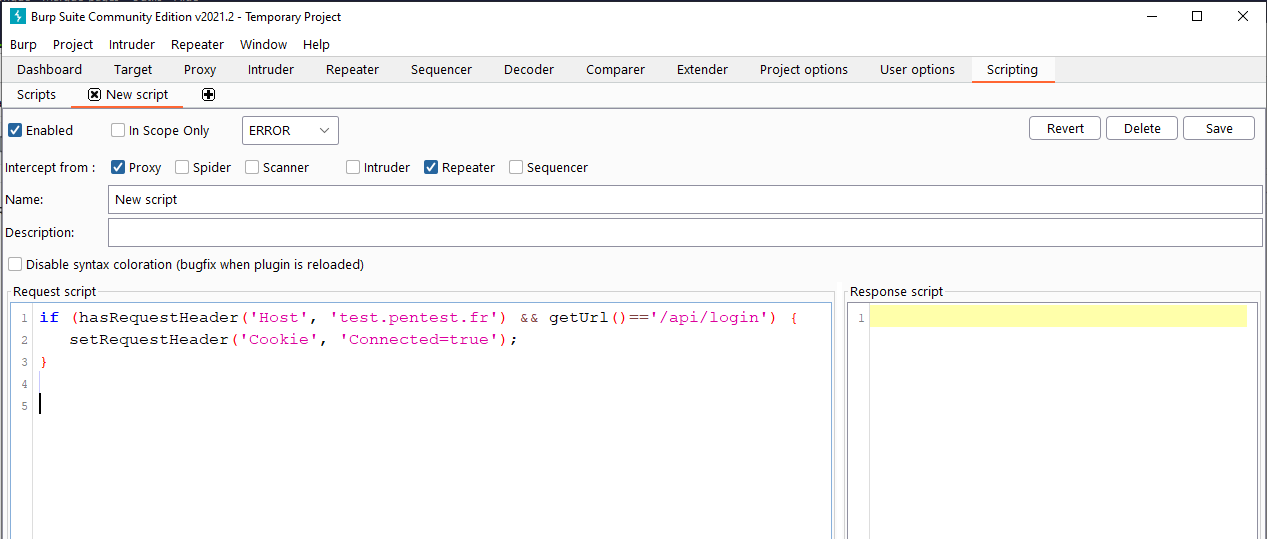 Burp Suite Community Edition v2021.2 - Temporary Project
Burp Project Intruder Repeater Window Help
Dashboard Target Proxy Intruder Repeater Sequencer Decoder Comparer Extender Project options User options Scripting
Scripts New script
Enabled In Scope Only ERROR Revert Delete Save
Intercept from : Proxy Spider Scanner Intruder Repeater Sequencer
Name: New script
Description:
Disable syntax coloration (bugfix when plugin is reloaded)
Request script
1 if (hasRequestHeader('Host', 'test.pentest.fr') && getUrl()=='/api/login') {
2 setRequestHeader('Cookie', 'Connected=true');
3 }
4
5
Response script
1